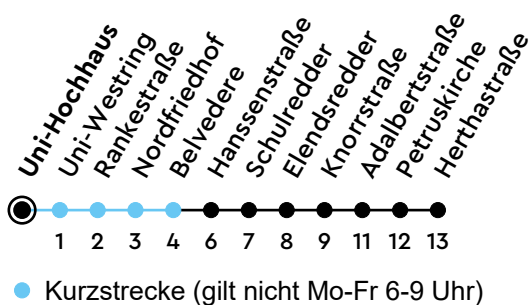 Uni-Hochhaus
Uni-Westring
Rankestraße
Nordfriedhof
Belvedere
Hanssenstraße
Schulredder
Elendsredder
Knorrstraße
Adalbertstraße
Petruskirche
Herthastraße
1 2 3 4 6 7 8 9 11 12 13
Kurzstrecke (gilt nicht Mo-Fr 6-9 Uhr)